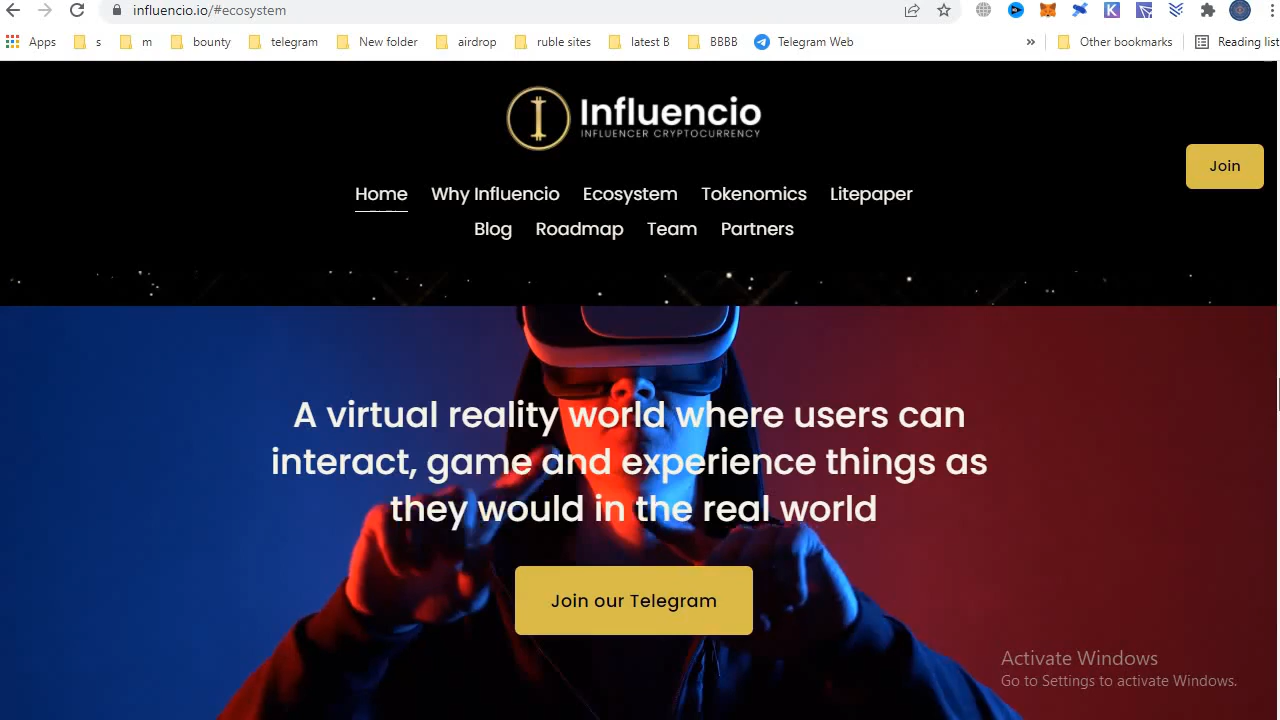 influencio.io/#ecosystem
Apps s m bounty telegram New folder airdrop ruble sites latest B BBBB Telegram Web » Other bookmarks Reading list
Influencio
INFLUENCER CRYPTOCURRENCY
Join
Home Why Influencio Ecosystem Tokenomics Litepaper
Blog Roadmap Team Partners
A virtual reality world where users can
interact, game and experience things as
they would in the real world
Join our Telegram
Activate Windows
Go to Settings to activate Windows.